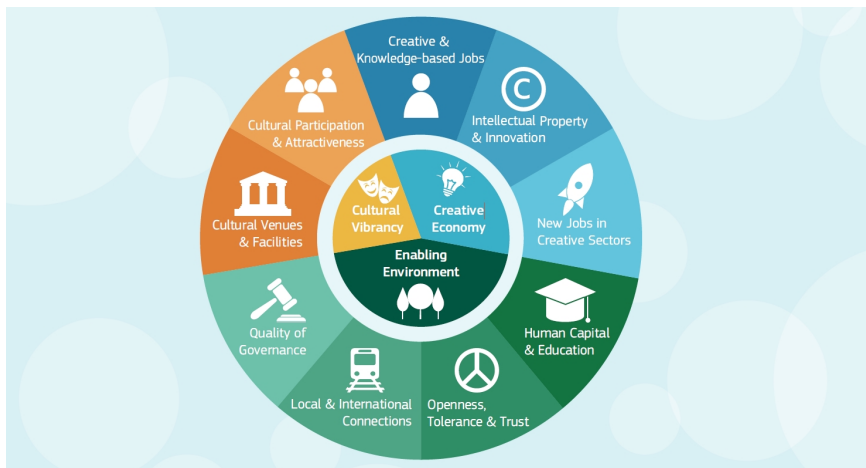 Creative &
Knowledge-based Jobs
C
Intellectual Property
& Innovation
New Jobs in
Creative Sectors
Human Capital
& Education
Openness,
Tolerance & Trust
Local & International
Connections
Quality of
Governance
Cultural Venues
& Facilities
Cultural Participation
& Attractiveness
Cultural
Vibrancy
Creative
Economy
Enabling
Environment